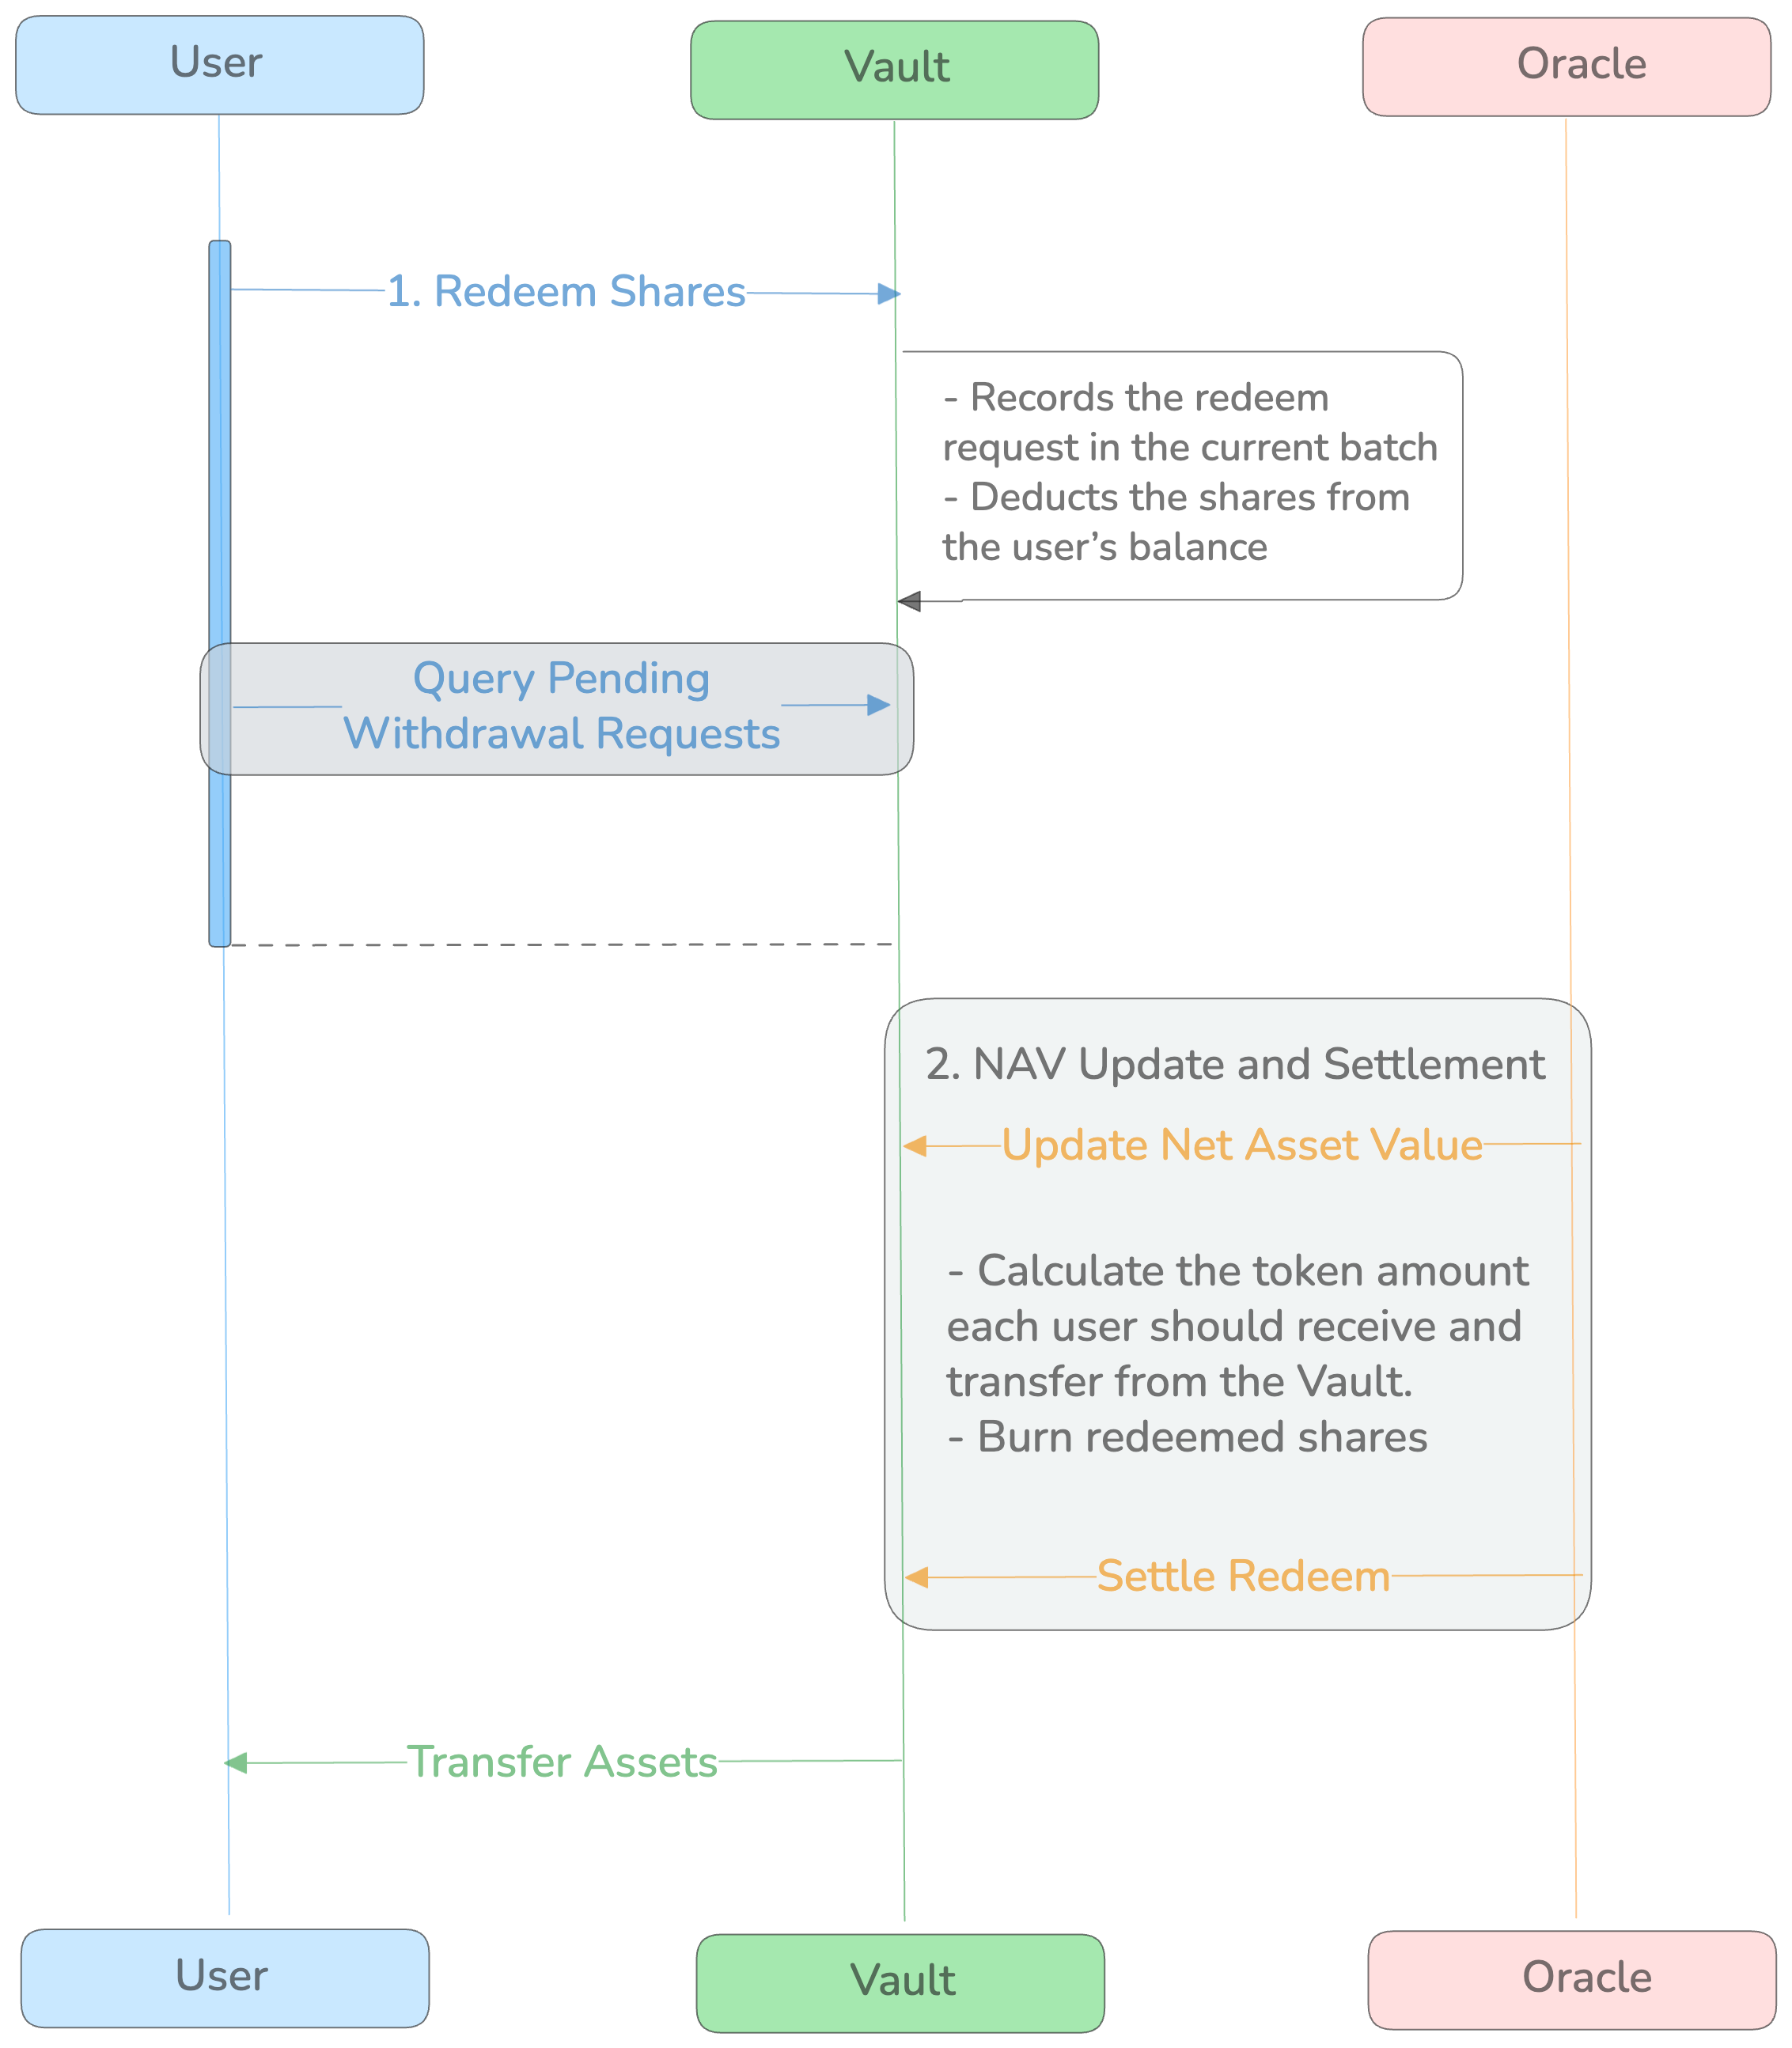 User
Vault
Oracle
1. Redeem Shares
- Records the redeem
request in the current batch
- Deducts the shares from
the user’s balance
Query Pending
Withdrawal Requests
2. NAV Update and Settlement
Update Net Asset Value
- Calculate the token amount
each user should receive and
transfer from the Vault.
- Burn redeemed shares
Settle Redeem
Transfer Assets
User
Vault
Oracle